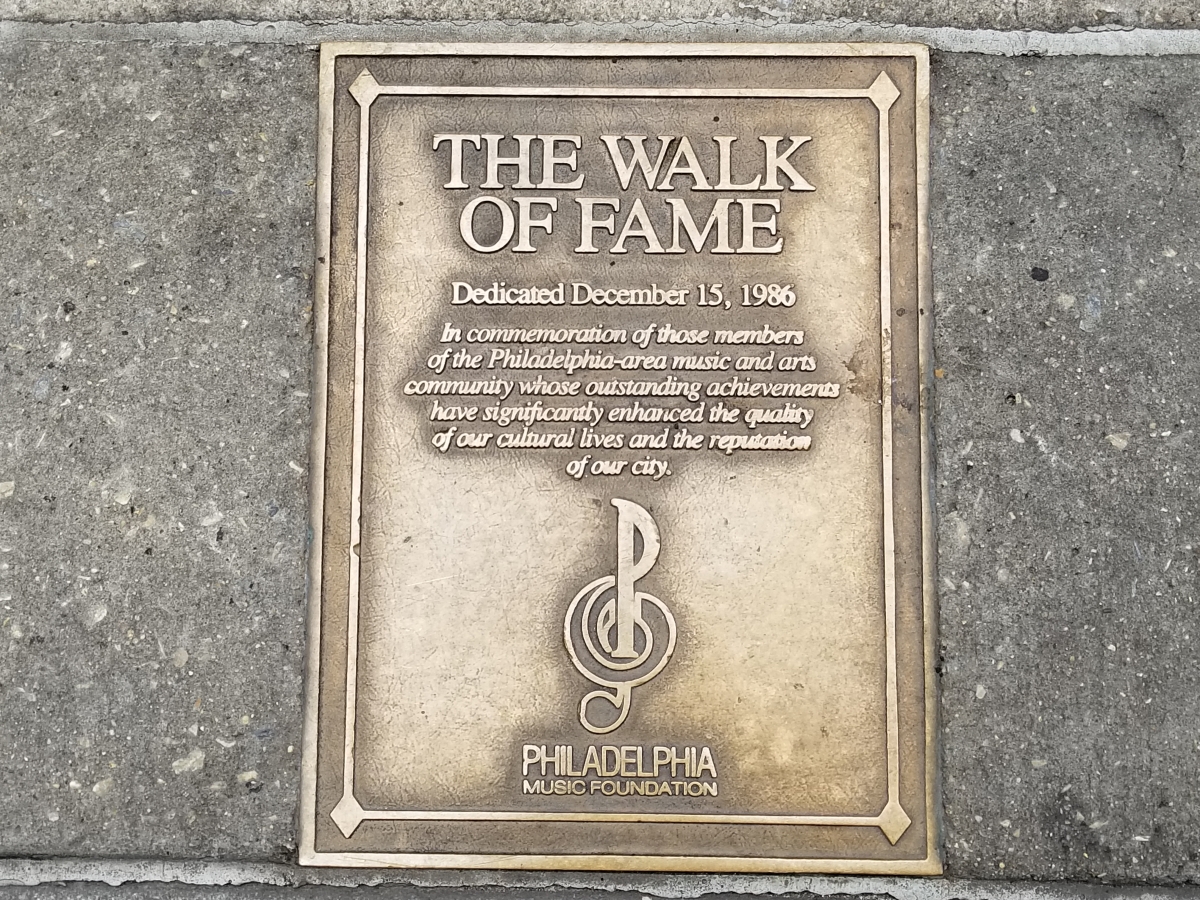 THE WALK
OF FAME
Dedicated December 15, 1986
In commemoration of those members
of the Philadelphia-area music and arts
community whose outstanding achievements
have significantly enhanced the quality
of our cultural lives and the reputation
of our city.
PHILADELPHIA
MUSIC FOUNDATION